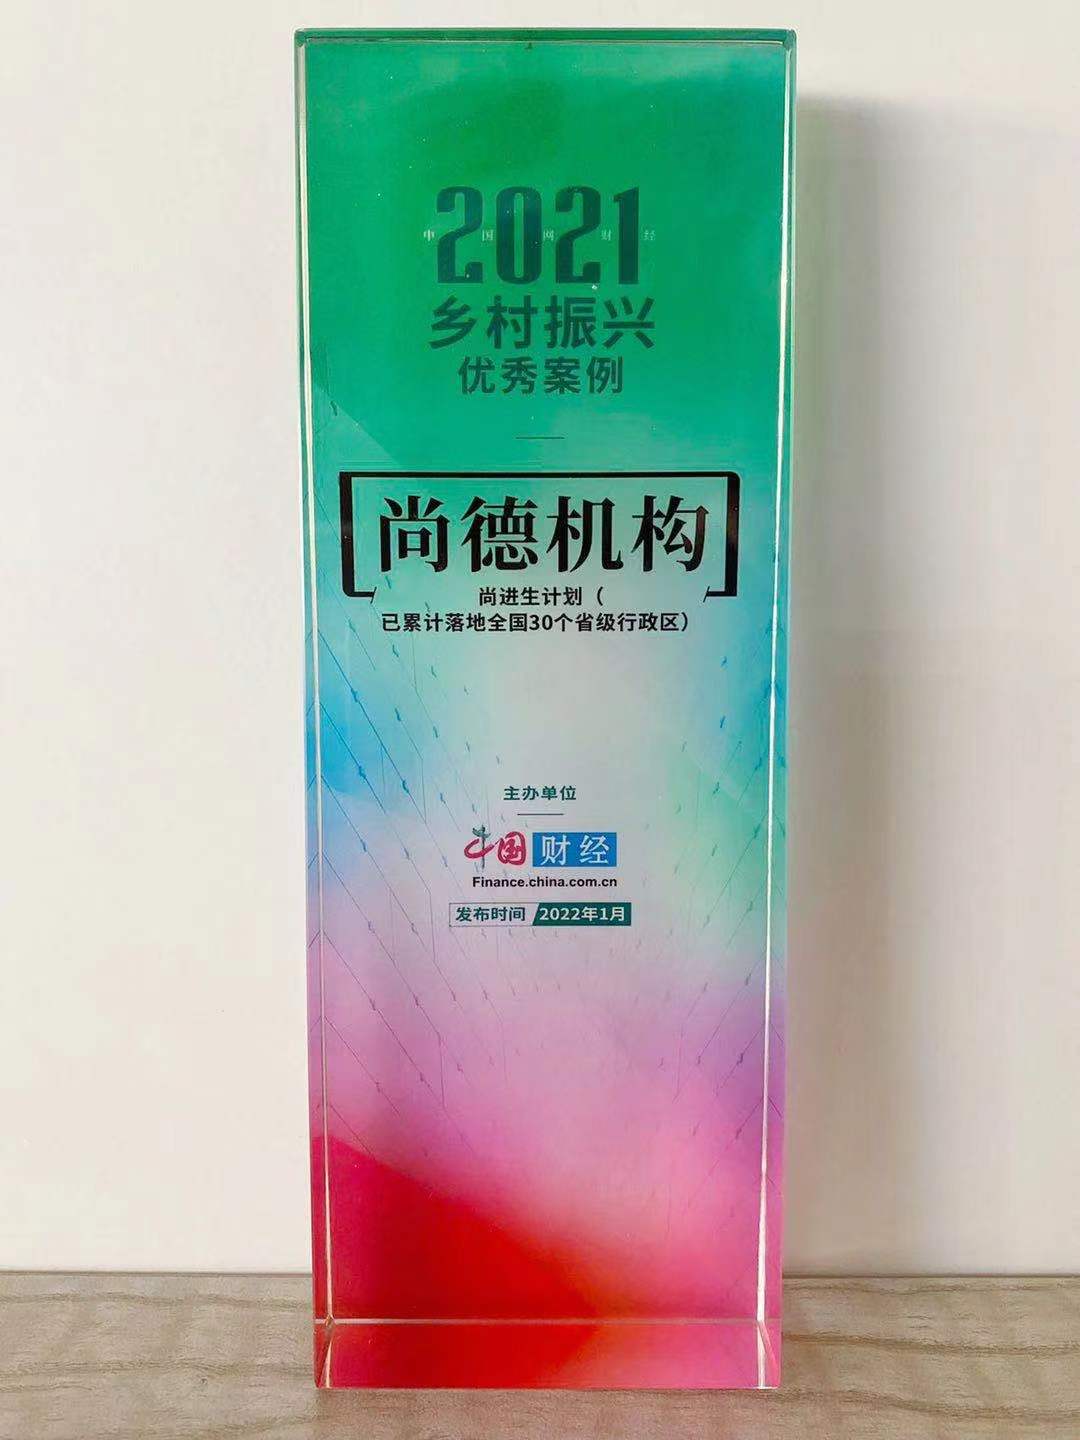 2021
中国网财经
乡村振兴
优秀案例
尚德机构
尚进生计划（
已累计落地全国30个省级行政区）
主办单位
中国 财经
Finance.china.com.cn
发布时间 2022年1月